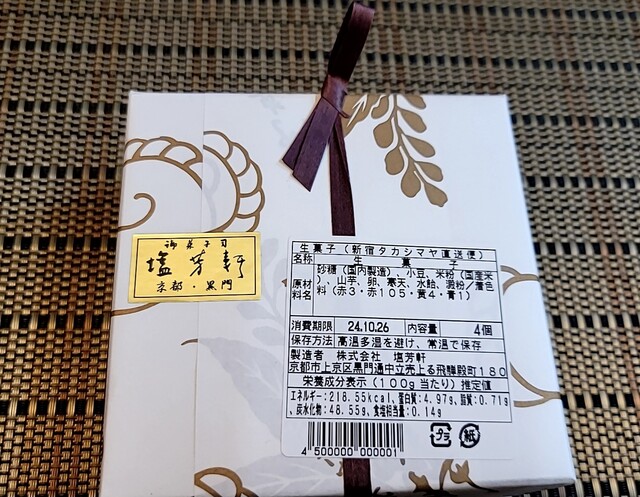 御菓子司
塩芳軒
京都・黒門
生菓子（新宿タカシマヤ直送便）
名称 生菓子
原材料名 砂糖（国内製造）、小豆、米粉（国産米）、山芋、卵、寒天、水飴、澱粉／着色料（赤3・赤105・黄4・青1）
消費期限 24.10.26 内容量 4個
保存方法 高温多湿を避け、常温で保存
製造者 株式会社 塩芳軒
京都市上京区黒門通中立売上る飛騨殿町180
栄養成分表示（100g当たり）推定値
エネルギー:218.55kcal、蛋白質:4.97g、脂質:0.71g
、炭水化物:48.55g、食塩相当量:0.14g
4 500000 000001
プラ 紙